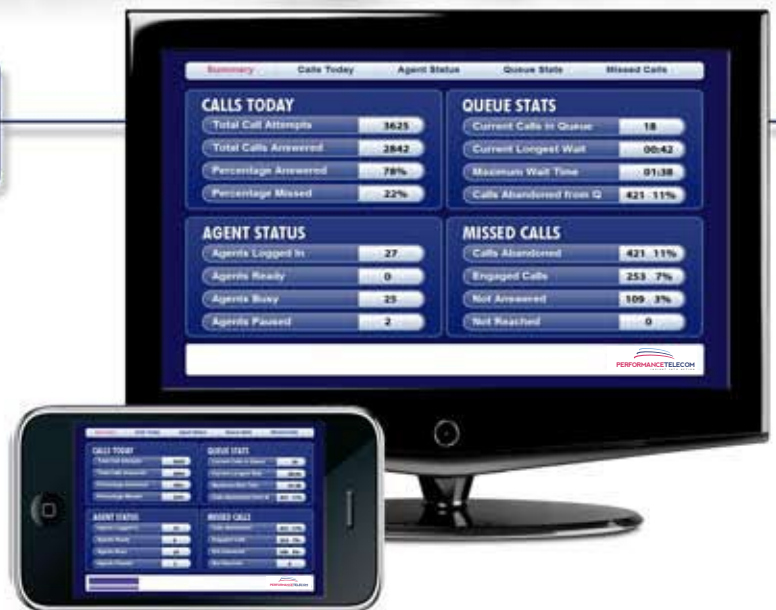 Summary Calls Today Agent Status Queue Stats Missed Calls
CALLS TODAY
Total Call Attempts 3625
Total Calls Answered 2842
Percentage Answered 78%
Percentage Missed 22%
QUEUE STATS
Current Calls in Queue 18
Current Longest Wait 00:42
Maximum Wait Time 01:38
Calls Abandoned from Q 421 11%
AGENT STATUS
Agents Logged In 27
Agents Ready 0
Agents Busy 25
Agents Paused 2
MISSED CALLS
Calls Abandoned 421 11%
Engaged Calls 253 7%
Not Answered 109 3%
Not Reached 0
PERFORMANCETELECOM
CALLS TODAY
QUEUE STATS
AGENT STATUS
MISSED CALLS